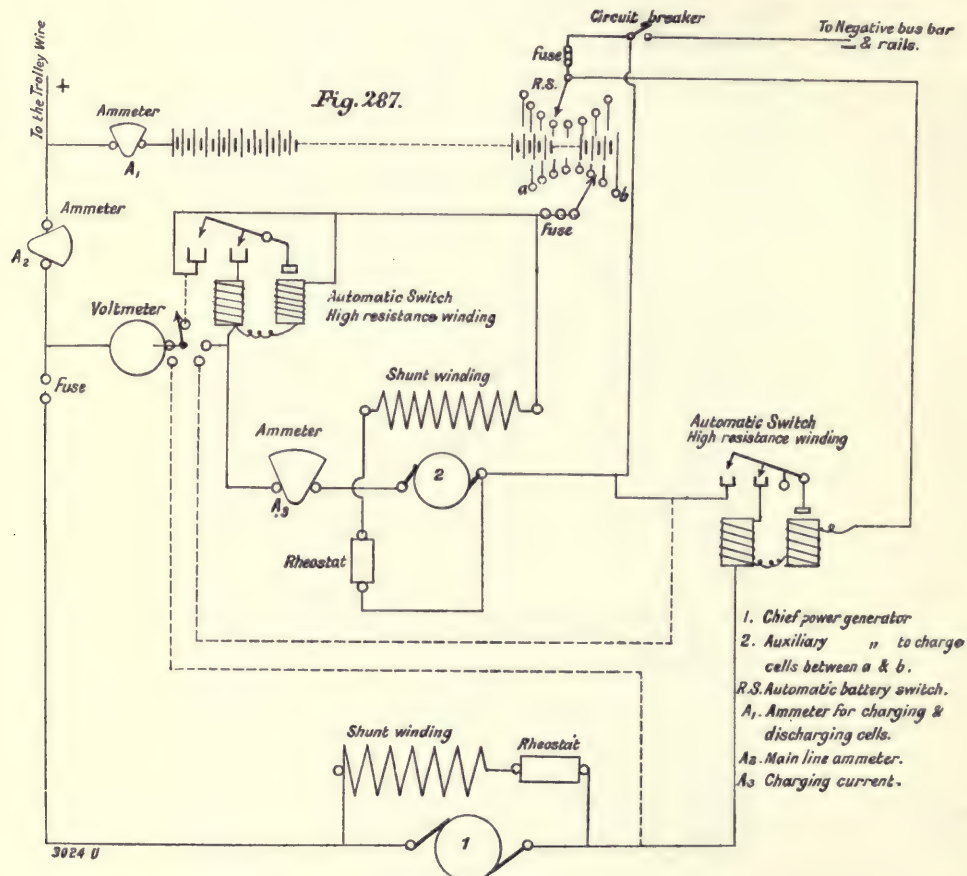 Circuit breaker
To Negative bus bar
& rails.
Fuse
R.S.
To the Trolley Wire
+
Fig. 287.
Ammeter
A1
a
b
Fuse
Ammeter
A2
Automatic Switch
High resistance winding
Voltmeter
Fuse
Shunt winding
Ammeter
A3
2
Automatic Switch
High resistance winding
Rheostat
1. Chief power generator
2. Auxiliary " to charge
cells between a & b.
R.S. Automatic battery switch.
A1. Ammeter for charging &
discharging cells.
A2. Main line ammeter.
A3 Charging current.
Shunt winding
Rheostat
1
3024 U